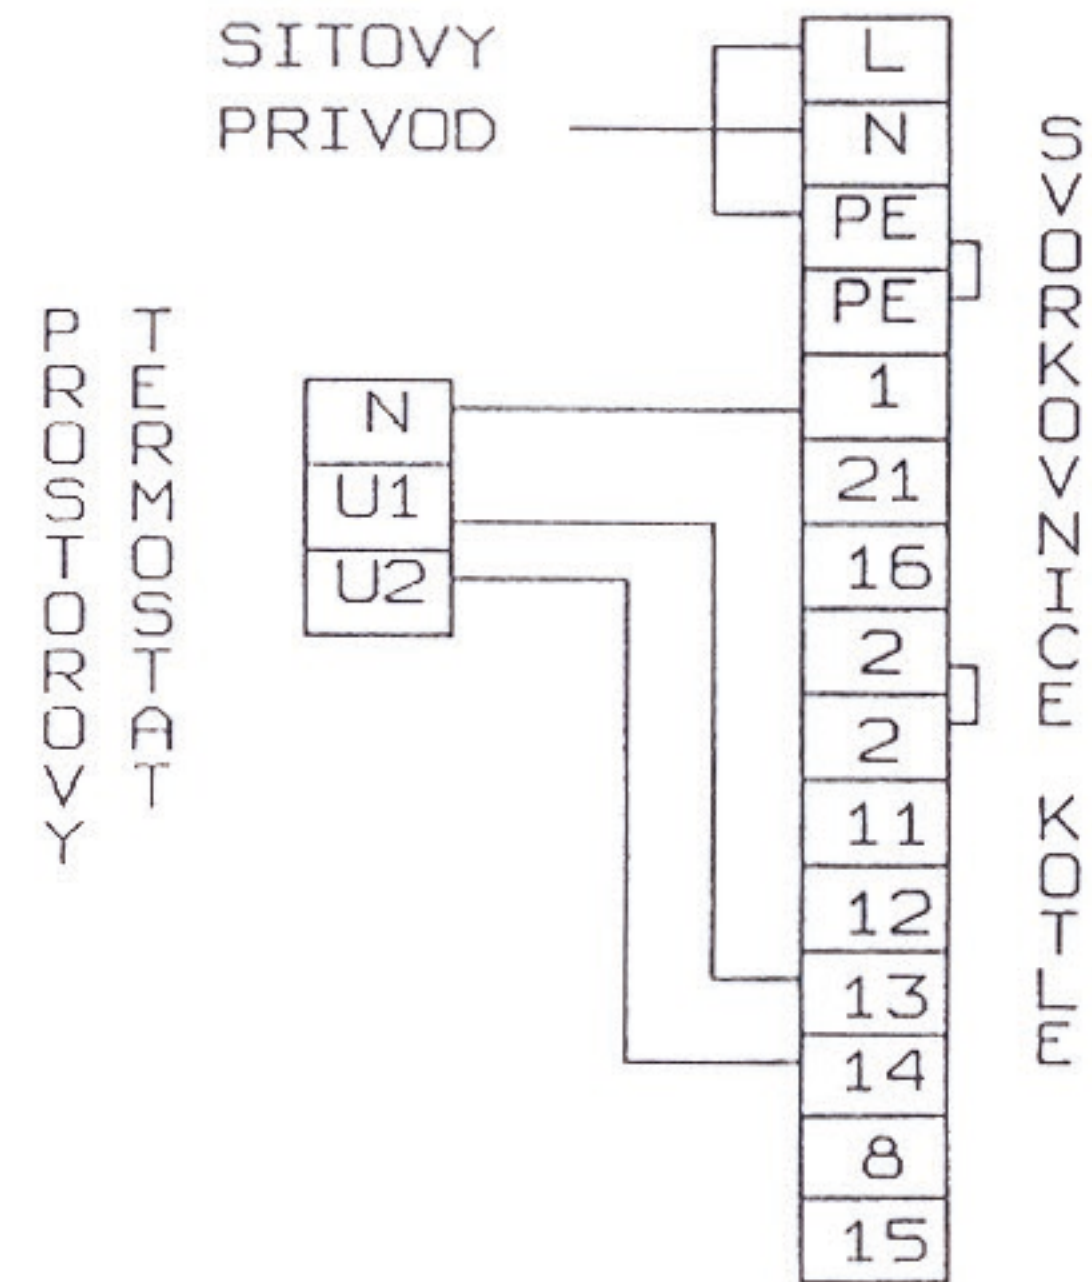 SITOVY
PRIVOD
PROSTOROVY
TERMOSTAT
N
U1
U2
L
N
PE
PE
1
21
16
2
2
11
12
13
14
8
15
SVORKOVNICE KOTLE